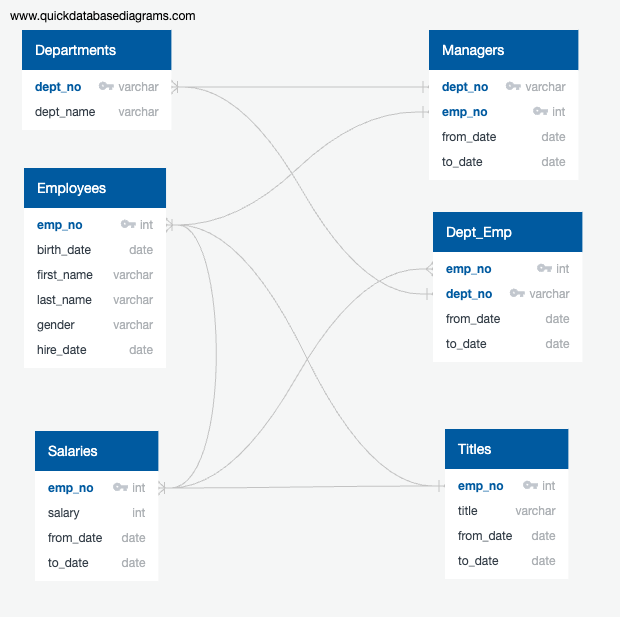 www.quickdatabasediagrams.com
Departments
dept_no varchar
dept_name varchar
Managers
dept_no varchar
emp_no int
from_date date
to_date date
Employees
emp_no int
birth_date date
first_name varchar
last_name varchar
gender varchar
hire_date date
Dept_Emp
emp_no int
dept_no varchar
from_date date
to_date date
Salaries
emp_no int
salary int
from_date date
to_date date
Titles
emp_no int
title varchar
from_date date
to_date date